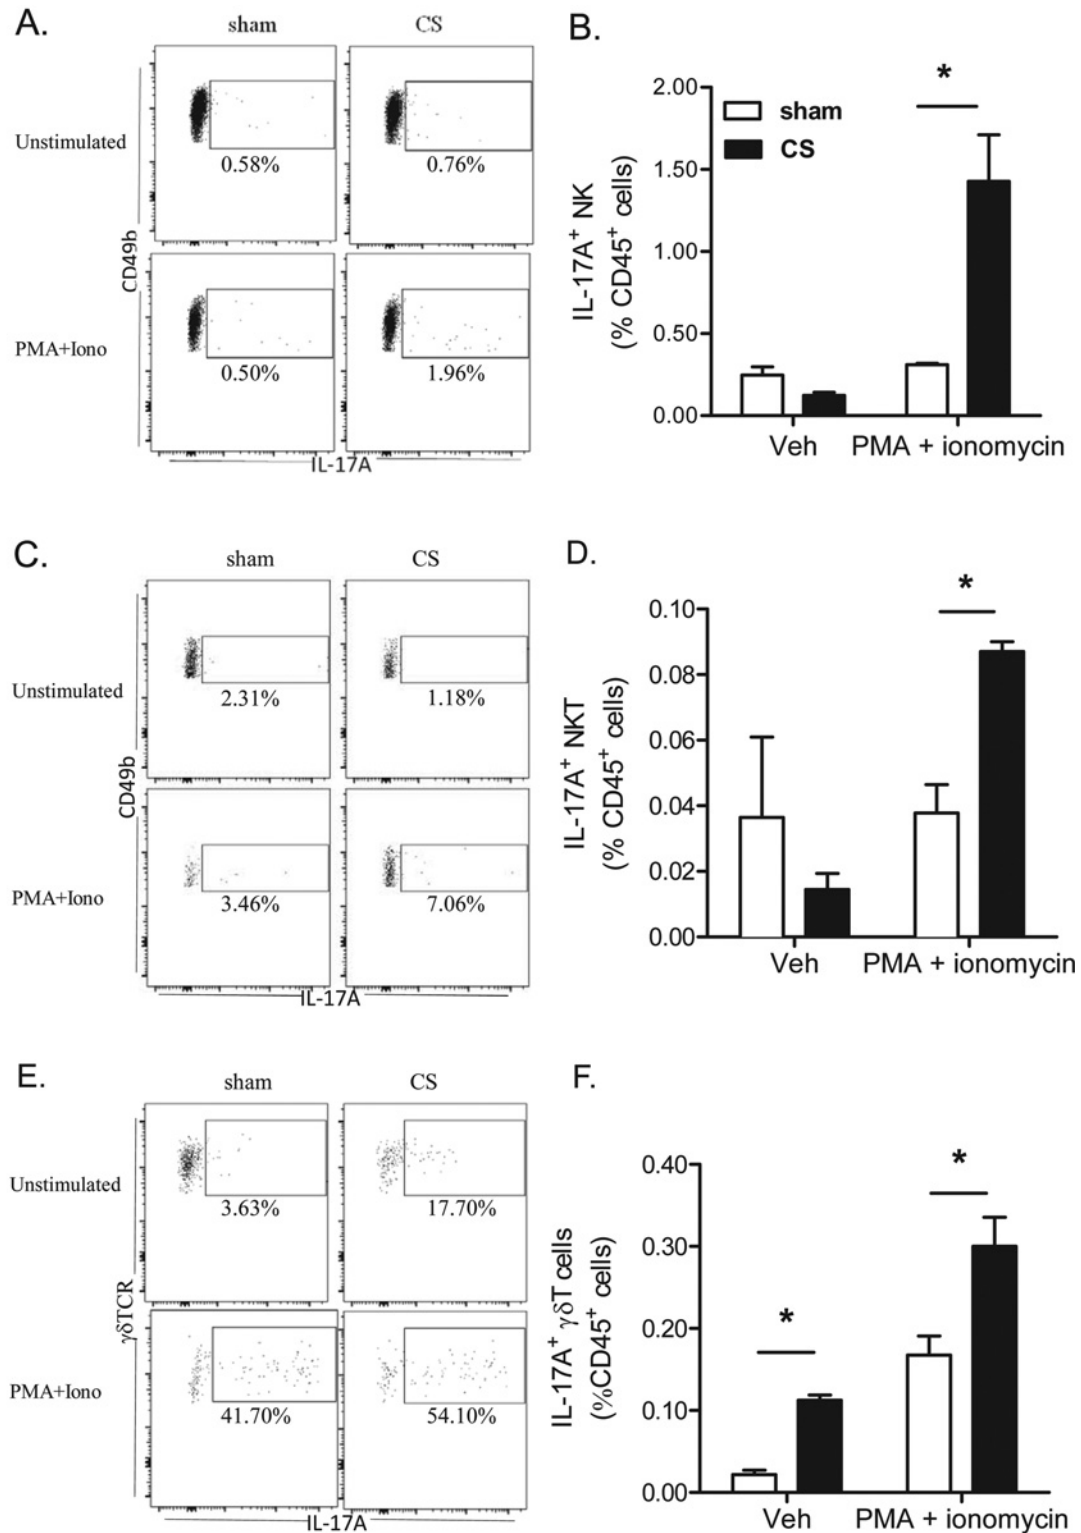 A.
sham CS
Unstimulated
0.58% 0.76%
CD49b
PMA+Iono
0.50% 1.96%
IL-17A
B.
2.00
1.50
1.00
0.50
0.00
IL-17A+ NK
(% CD45+ cells)
sham
CS
*
Veh PMA + ionomycin
C.
sham CS
Unstimulated
2.31% 1.18%
CD49b
PMA+Iono
3.46% 7.06%
IL-17A
D.
0.10
0.08
0.06
0.04
0.02
0.00
IL-17A+ NKT
(% CD45+ cells)
*
Veh PMA + ionomycin
E.
sham CS
Unstimulated
3.63% 17.70%
γδTCR
PMA+Iono
41.70% 54.10%
IL-17A
F.
0.40
0.30
0.20
0.10
0.00
IL-17A+ γδT cells
(%CD45+ cells)
*
*
Veh PMA + ionomycin